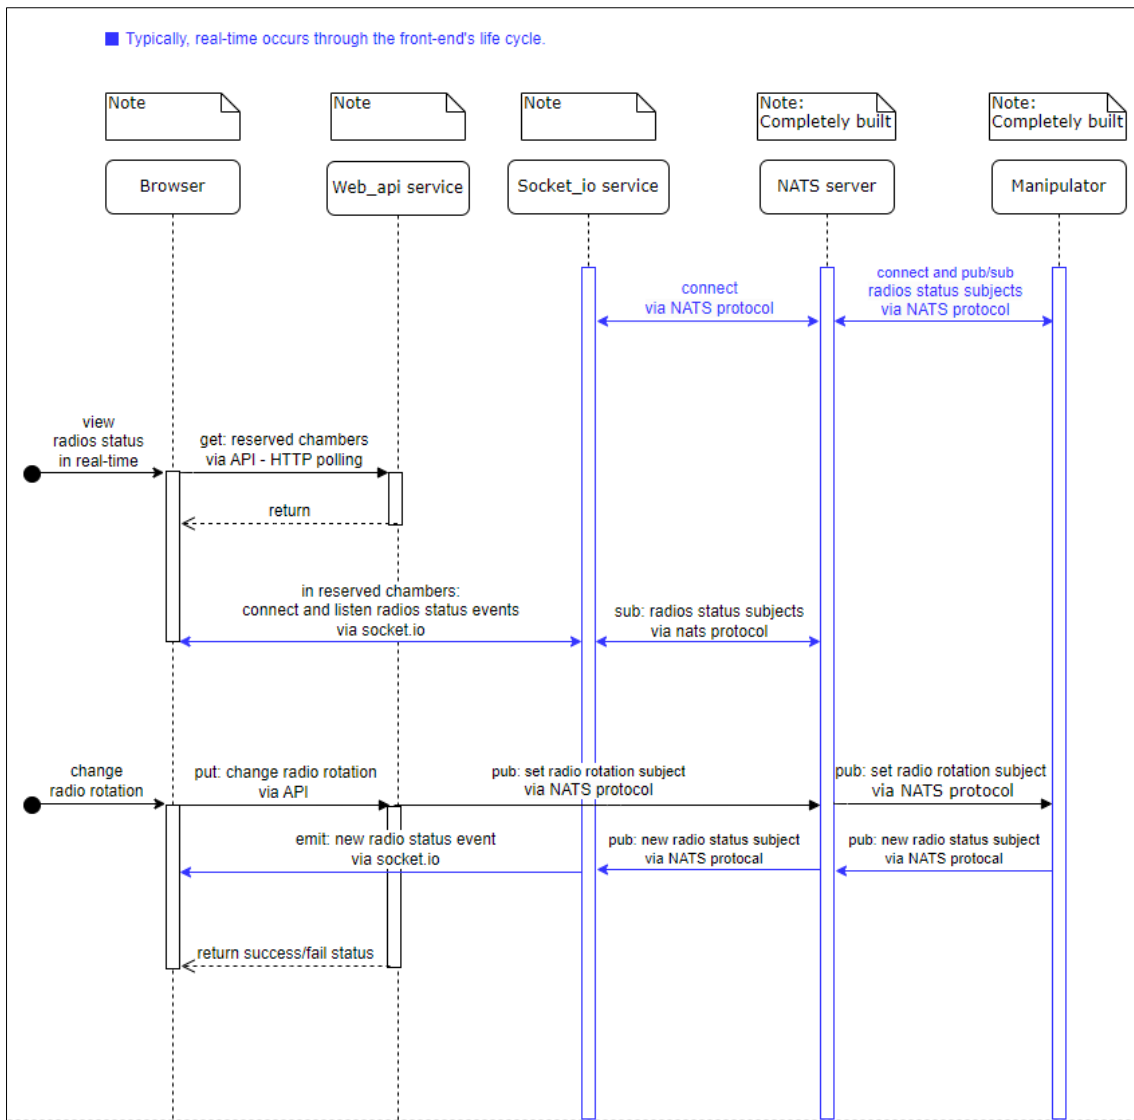 Typically, real-time occurs through the front-end's life cycle.
Note
Note
Note
Note:
Completely built
Note:
Completely built
Browser
Web_api service
Socket_io service
NATS server
Manipulator
connect
via NATS protocol
connect and pub/sub
radios status subjects
via NATS protocol
view
radios status
in real-time
get: reserved chambers
via API - HTTP polling
return
in reserved chambers:
connect and listen radios status events
via socket.io
sub: radios status subjects
via nats protocol
change
radio rotation
put: change radio rotation
via API
pub: set radio rotation subject
via NATS protocol
pub: set radio rotation subject
via NATS protocol
emit: new radio status event
via socket.io
pub: new radio status subject
via NATS protocal
pub: new radio status subject
via NATS protocal
return success/fail status